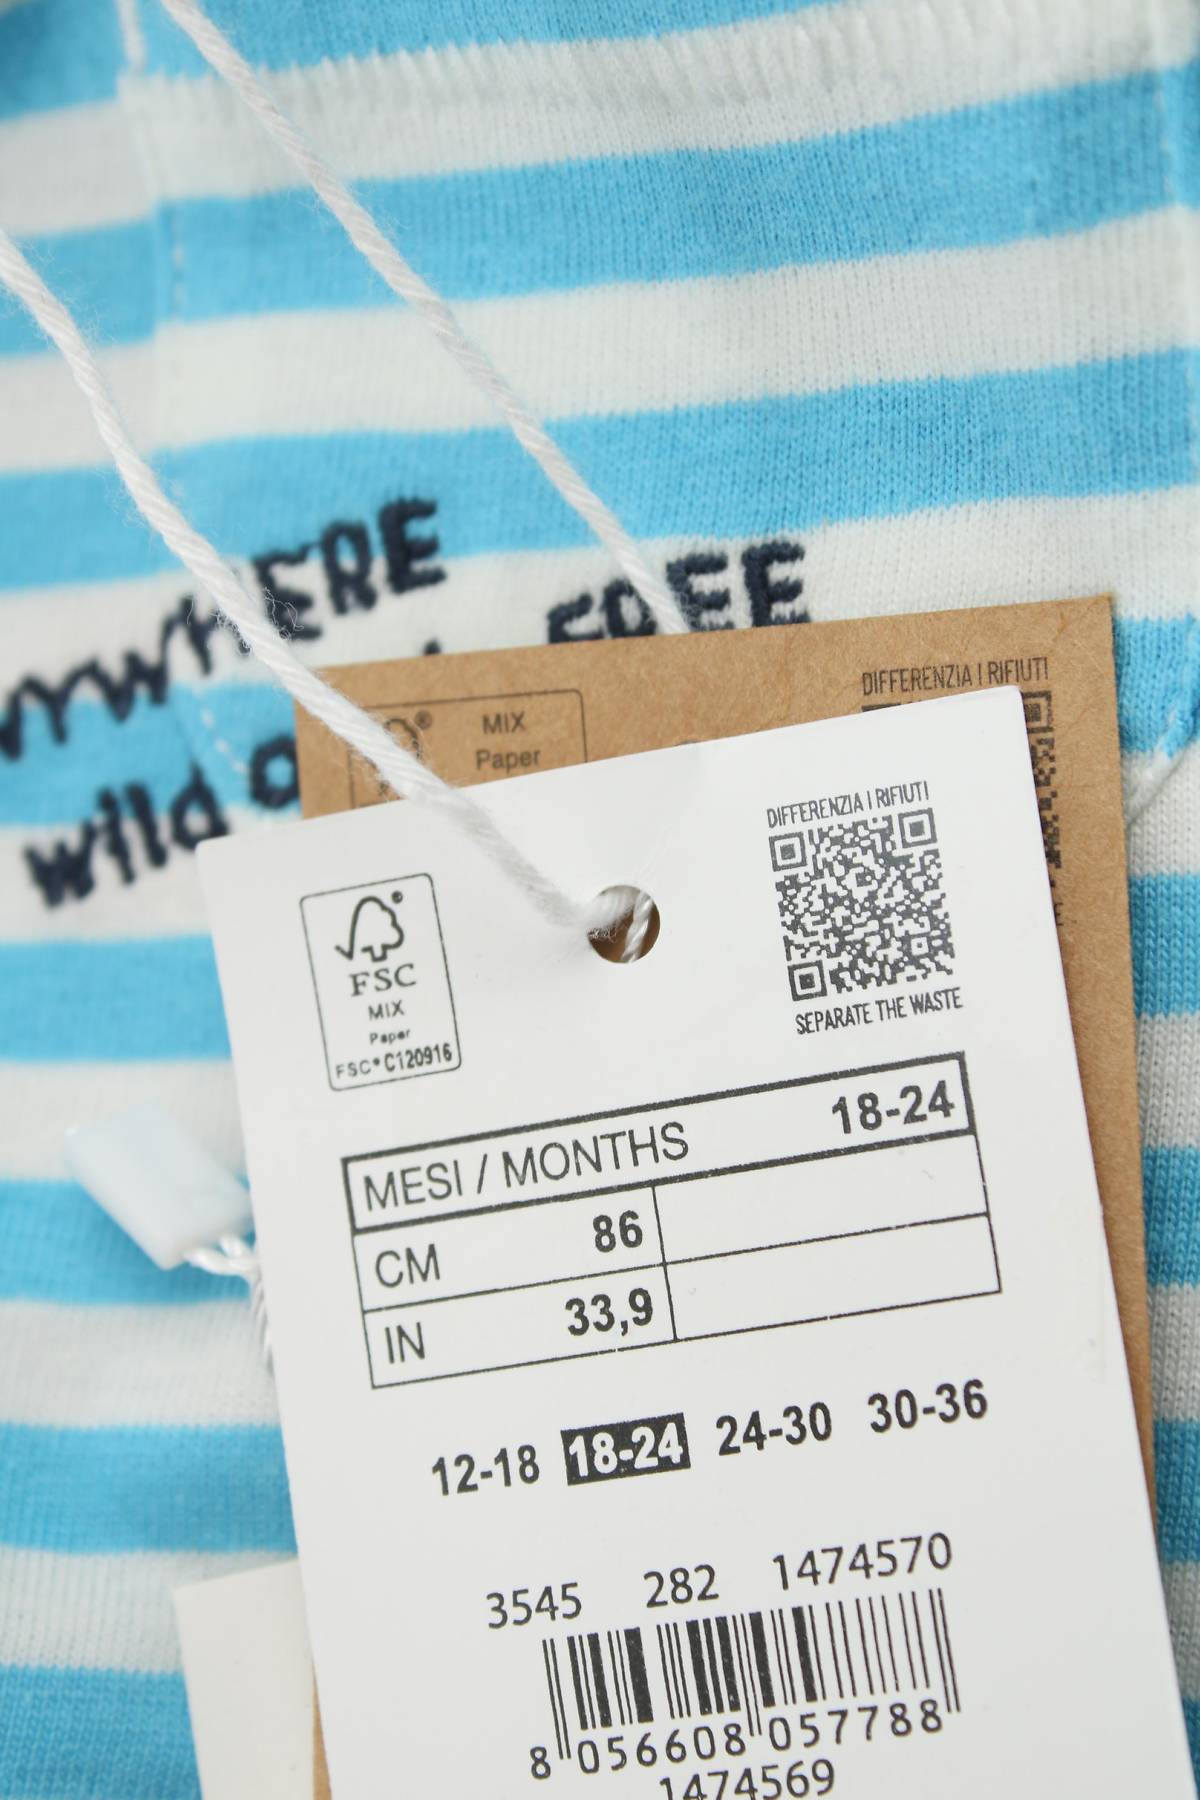 FREE
wild
MIX
Paper
DIFFERENZIA I RIFIUTI
DIFFERENZIA I RIFIUTI
SEPARATE THE WASTE
FSC
MIX
Paper
FSC® C120916
MESI / MONTHS 18-24
CM 86
IN 33,9
12-18 18-24 24-30 30-36
3545 282 1474570
8 056608 057788
1474569